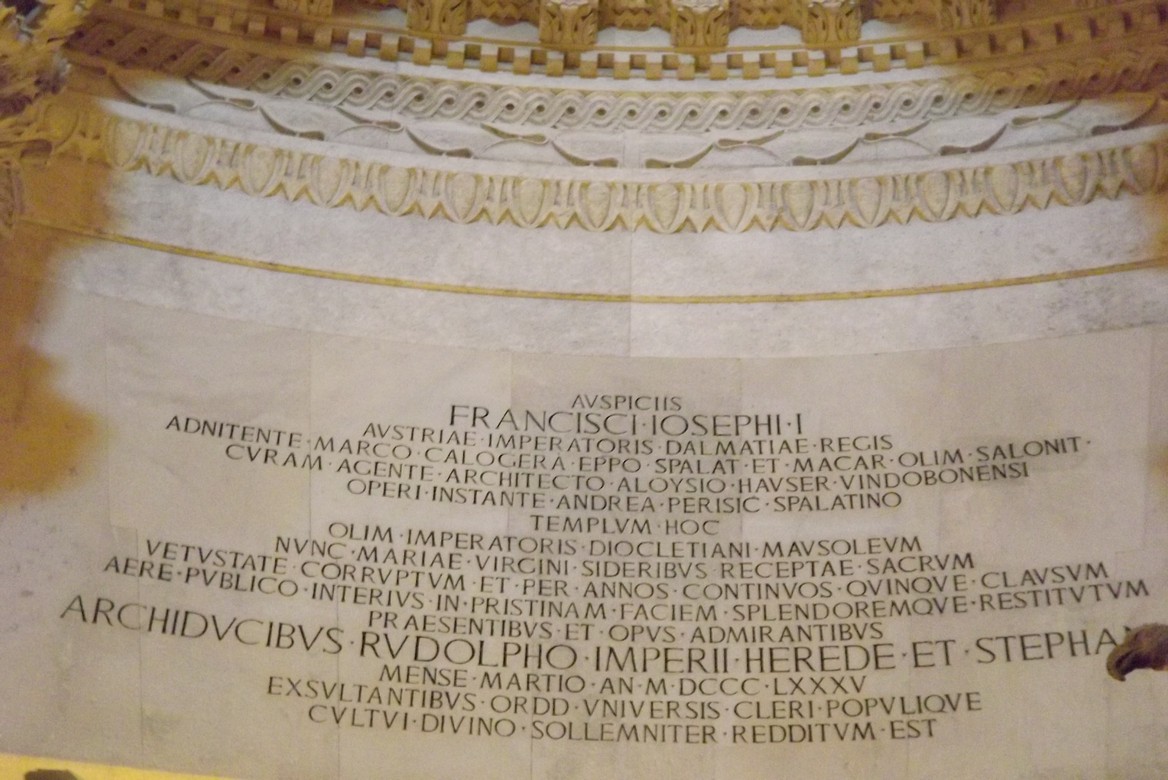 AVSPICIIS
FRANCISCI·IOSEPHI·I
AVSTRIAE·IMPERATORIS·DALMATIAE·REGIS
ADNITENTE·MARCO·CALOGERA·EPPO·SPALAT·ET·MACAR·OLIM·SALONIT·
CVRAM·AGENTE·ARCHITECTO·ALOYSIO·HAVSER·VINDOBONENSI
OPERI·INSTANTE·ANDREA·PERISIC·SPALATINO
TEMPLVM·HOC
OLIM·IMPERATORIS·DIOCLETIANI·MAVSOLEVM
NVNC·MARIAE·VIRGINI·SIDERIBVS·RECEPTAE·SACRVM
VETVSTATE·CORRVPTVM·ET·PER·ANNOS·CONTINVOS·QVINQVE·CLAVSVM
AERE·PVBLICO·INTERIVS·IN·PRISTINAM·FACIEM·SPLENDOREMQVE·RESTITVTVM
PRAESENTIBVS·ET·OPVS·ADMIRANTIBVS
ARCHIDVCIBVS·RVDOLPHO·IMPERII·HEREDE·ET·STEPHAN
MENSE·MARTIO·AN·M·DCCC·LXXXV
EXSVLTANTIBVS·ORDD·VNIVERSIS·CLERI·POPVLIQVE
CVLTVI·DIVINO·SOLLEMNITER·REDDITVM·EST